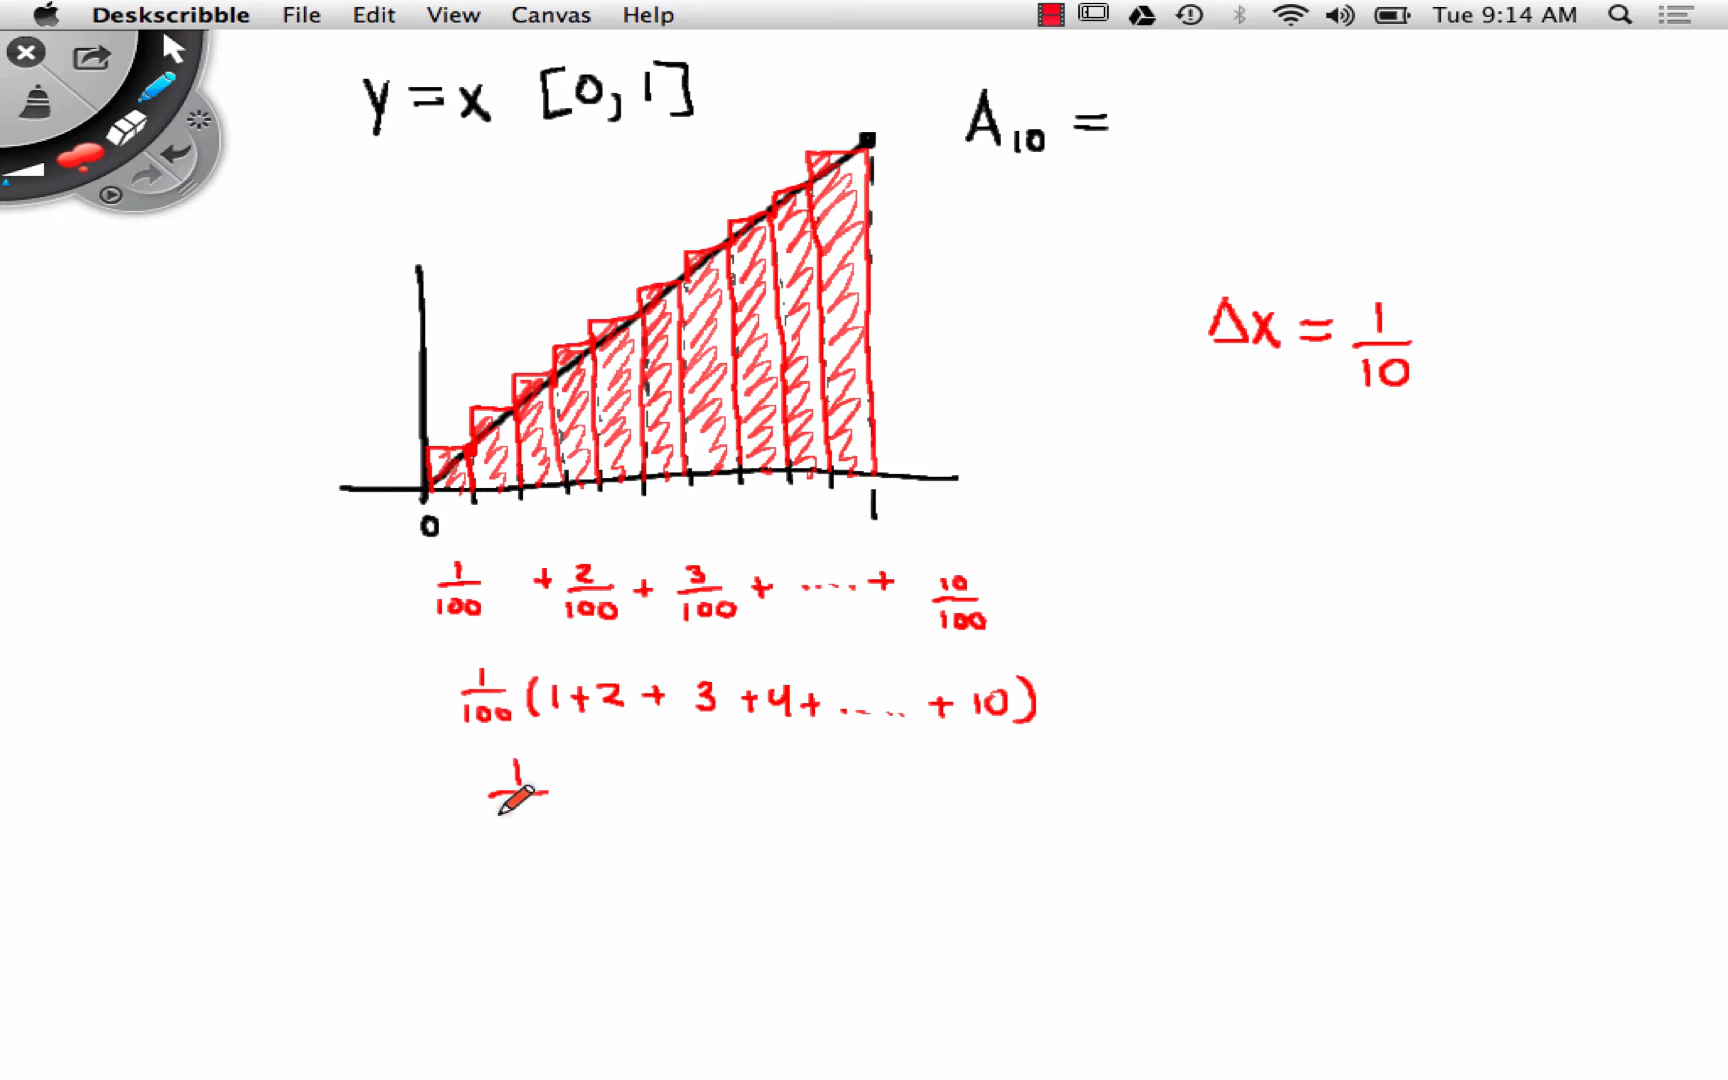 Deskscribble File Edit View Canvas Help Tue 9:14 AM
y = x [0, 1]
A₁₀ =
Δx = 1/10
0 1
1/100 + 2/100 + 3/100 + ..... + 10/100
1/100 (1+2 + 3 +4+ ..... + 10)
1